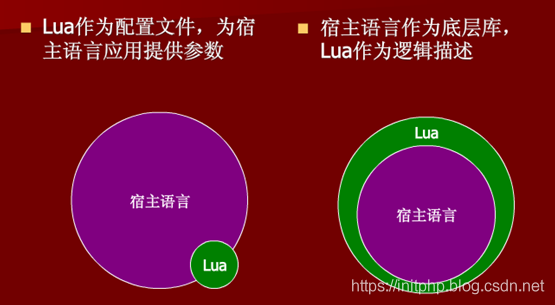 Lua作为配置文件，为宿
主语言应用提供参数
宿主语言作为底层库，
Lua作为逻辑描述
宿主语言
Lua
Lua
宿主语言
https://initphp.blog.csdn.net